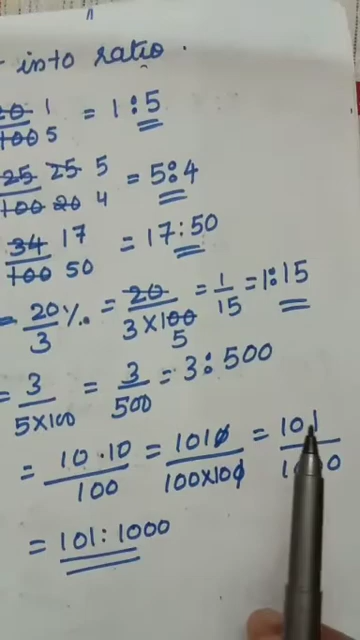 into ratio.
20/100 1/5 = 1:5
25/100 25/20 5/4 = 5:4
34/100 17/50 = 17:50
= 20/3 %. = 20/(3×100) 5 = 1/15 = 1:15
= 3/(5×100) = 3/500 = 3:500
= 10.10/100 = 1010/(100×100) = 101
= 101:1000